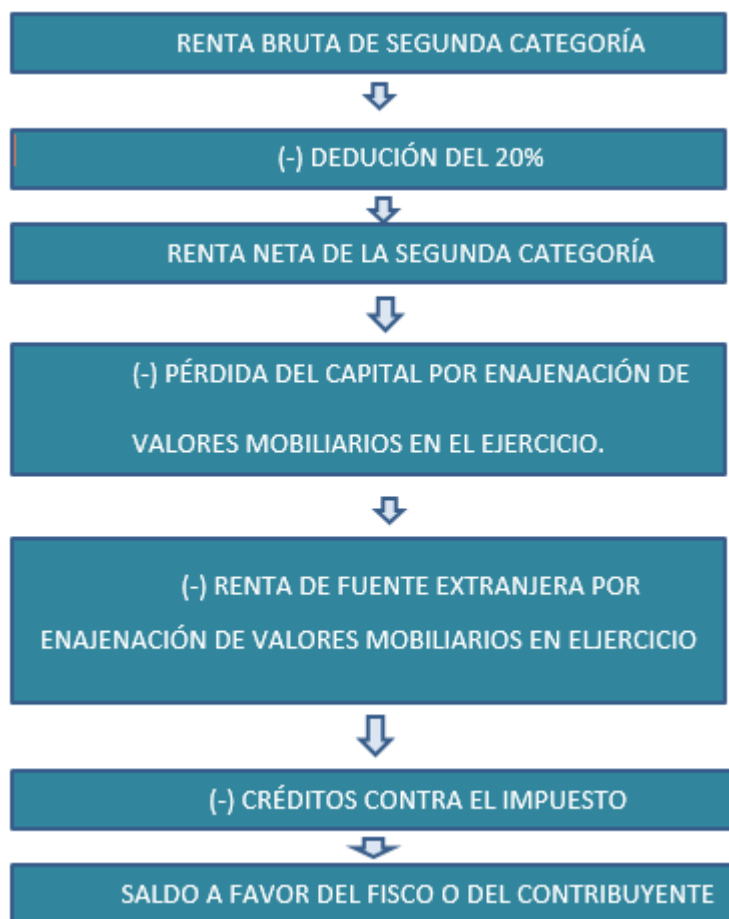 RENTA BRUTA DE SEGUNDA CATEGORÍA
(-) DEDUCIÓN DEL 20%
RENTA NETA DE LA SEGUNDA CATEGORÍA
(-) PÉRDIDA DEL CAPITAL POR ENAJENACIÓN DE
VALORES MOBILIARIOS EN EL EJERCICIO.
(-) RENTA DE FUENTE EXTRANJERA POR
ENAJENACIÓN DE VALORES MOBILIARIOS EN ELJERCICIO
(-) CRÉDITOS CONTRA EL IMPUESTO
SALDO A FAVOR DEL FISCO O DEL CONTRIBUYENTE